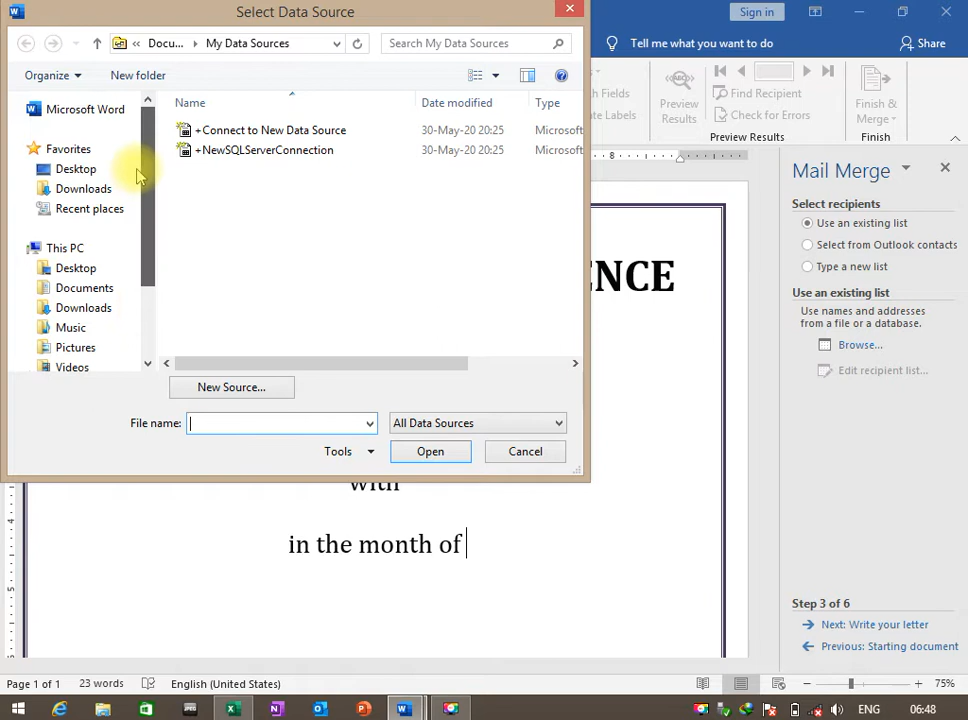 Select Data Source
Sign in
Docu...
My Data Sources
Search My Data Sources
Tell me what you want to do
Share
Organize
New folder
Name
Date modified
Type
+Connect to New Data Source
30-May-20 20:25
Microsoft
+NewSQLServerConnection
30-May-20 20:25
Microsoft
Microsoft Word
Favorites
Desktop
Downloads
Recent places
This PC
Desktop
Documents
Downloads
Music
Pictures
Videos
New Source...
File name:
All Data Sources
Tools
Open
Cancel
Fields
Labels
Preview
Results
Find Recipient
Check for Errors
Preview Results
Finish &
Merge
Finish
8
ENCE
with
in the month of
4
5
Mail Merge
Select recipients
Use an existing list
Select from Outlook contacts
Type a new list
Use an existing list
Use names and addresses
from a file or a database.
Browse...
Edit recipient list...
Step 3 of 6
Next: Write your letter
Previous: Starting document
Page 1 of 1
23 words
English (United States)
75%
ENG
06:48